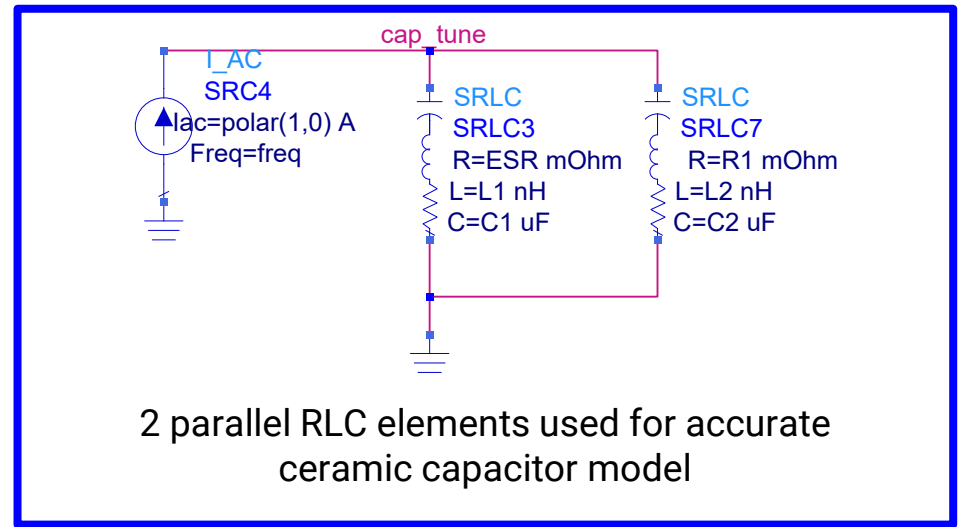 cap_tune
I_AC
SRC4
Iac=polar(1,0) A
Freq=freq
SRLC
SRLC3
R=ESR mOhm
L=L1 nH
C=C1 uF
SRLC
SRLC7
R=R1 mOhm
L=L2 nH
C=C2 uF
2 parallel RLC elements used for accurate
ceramic capacitor model